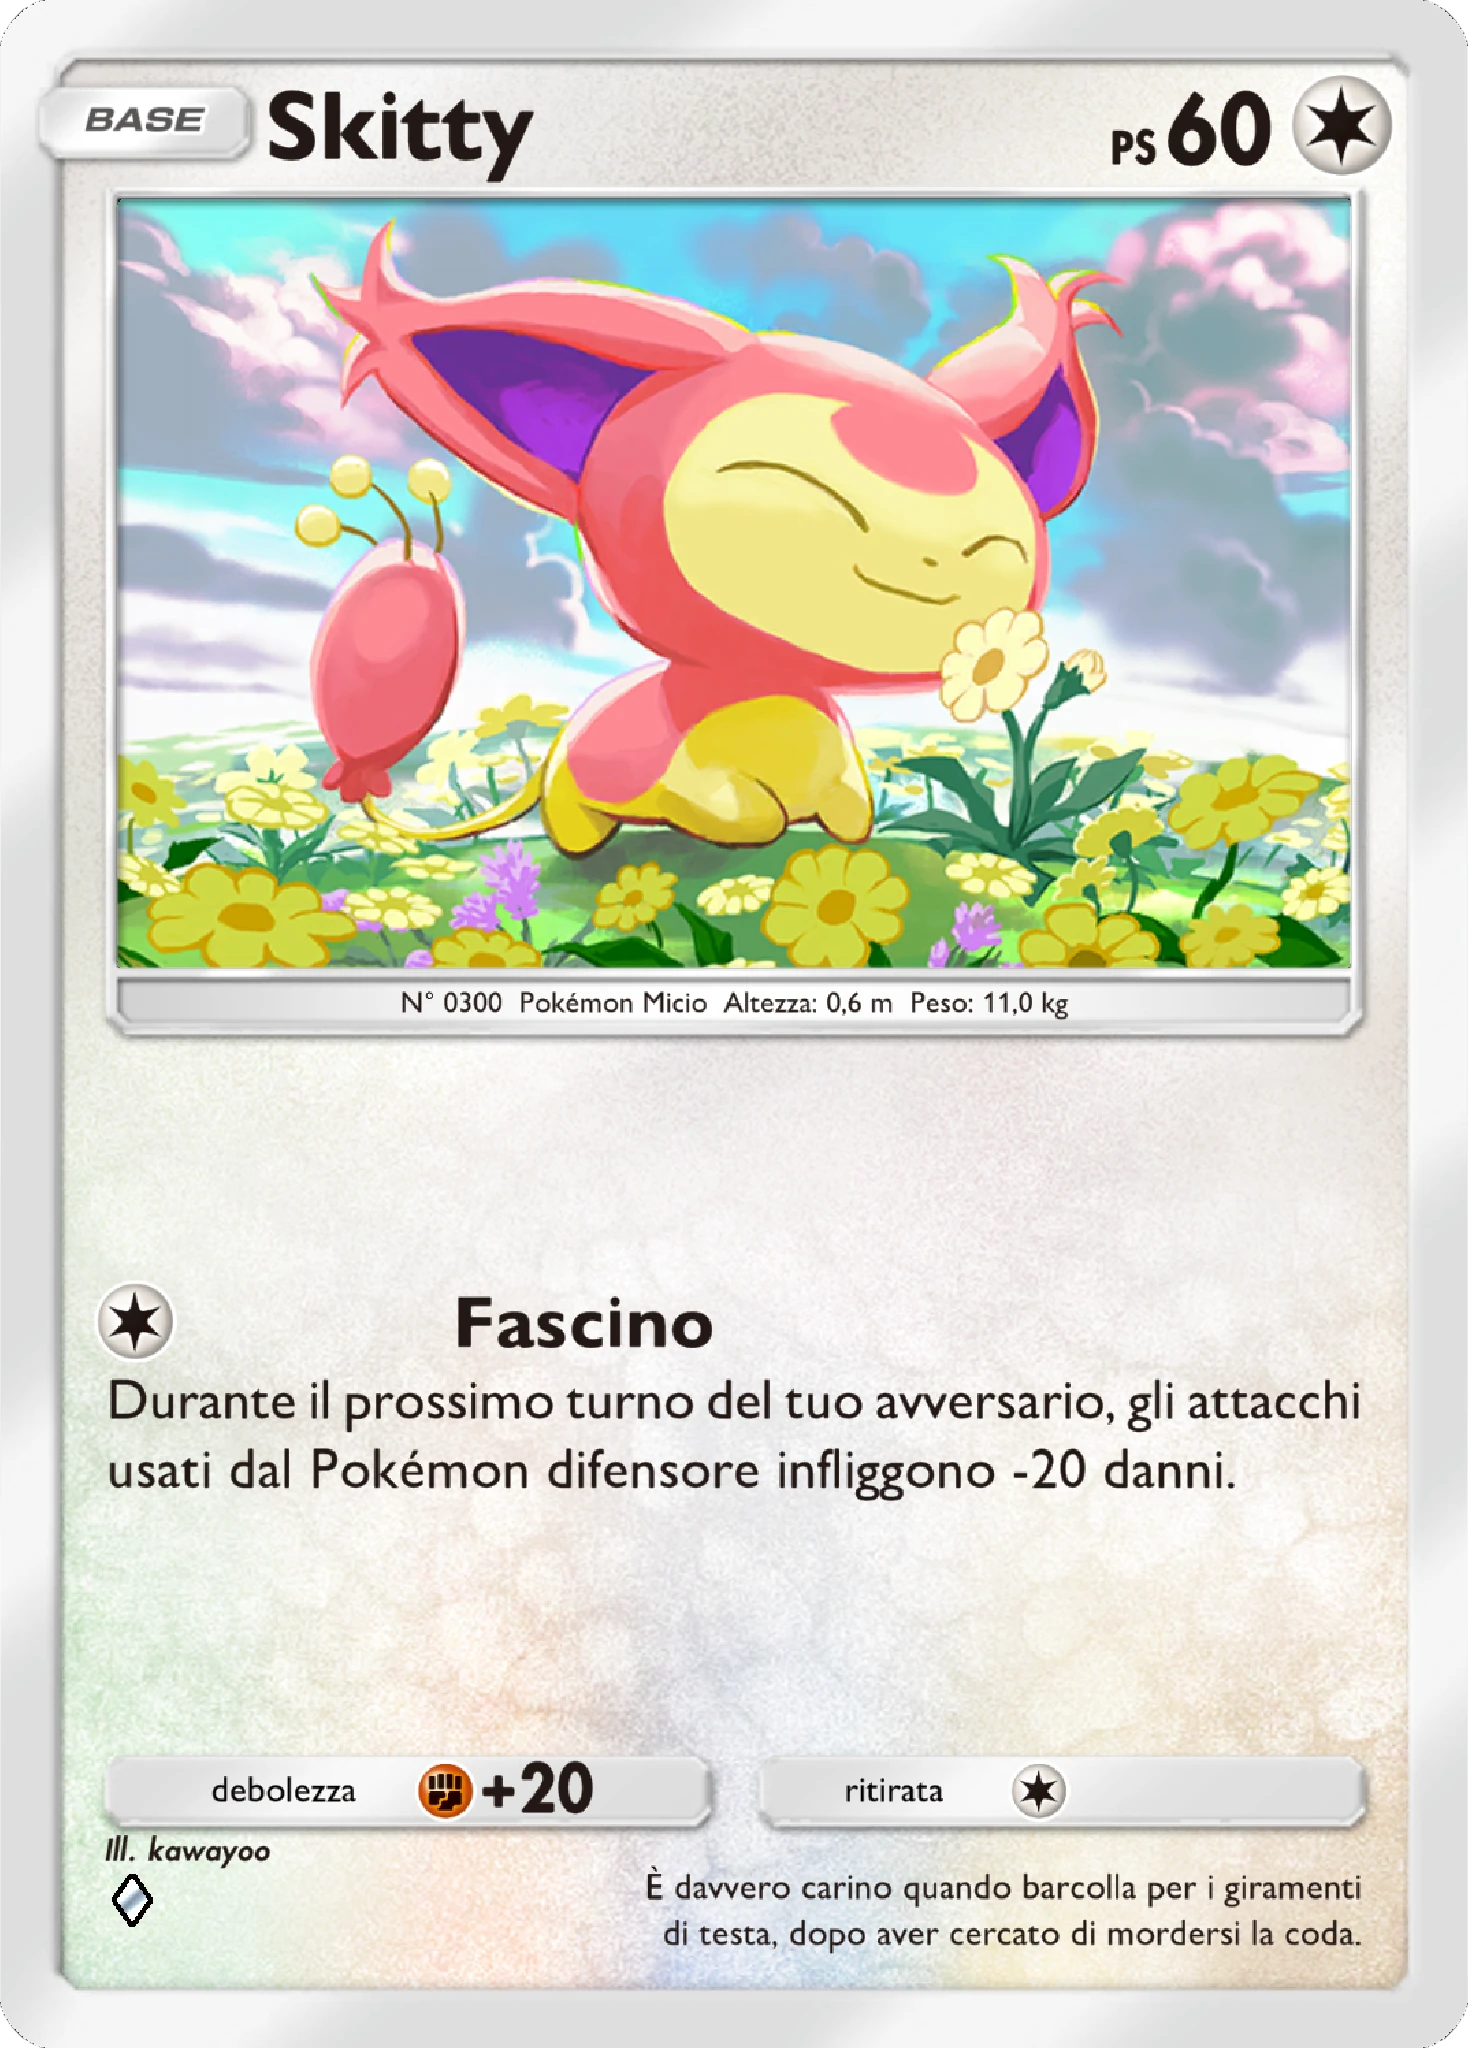 BASE Skitty PS 60
N° 0300 Pokémon Micio Altezza: 0,6 m Peso: 11,0 kg
Fascino
Durante il prossimo turno del tuo avversario, gli attacchi
usati dal Pokémon difensore infliggono -20 danni.
debolezza +20 ritirata
Ill. kawayoo
È davvero carino quando barcolla per i giramenti
di testa, dopo aver cercato di mordersi la coda.